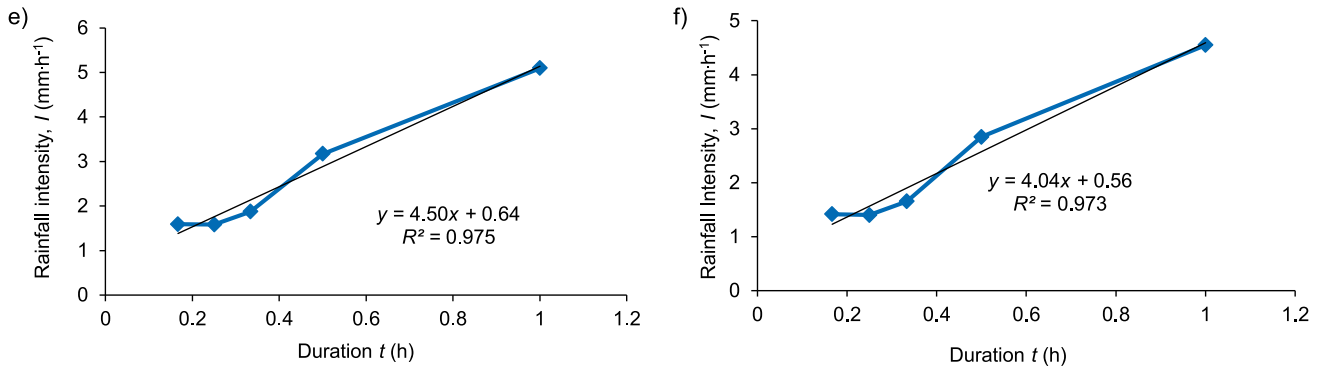 e)
Rainfall intensity, I (mm·h⁻¹)
6
5
4
3
2
1
0
y = 4.50x + 0.64
R² = 0.975
0 0.2 0.4 0.6 0.8 1 1.2
Duration t (h)
f)
Rainfall Intensity, I (mm·h⁻¹)
5
4
3
2
1
0
y = 4.04x + 0.56
R² = 0.973
0 0.2 0.4 0.6 0.8 1 1.2
Duration t (h)